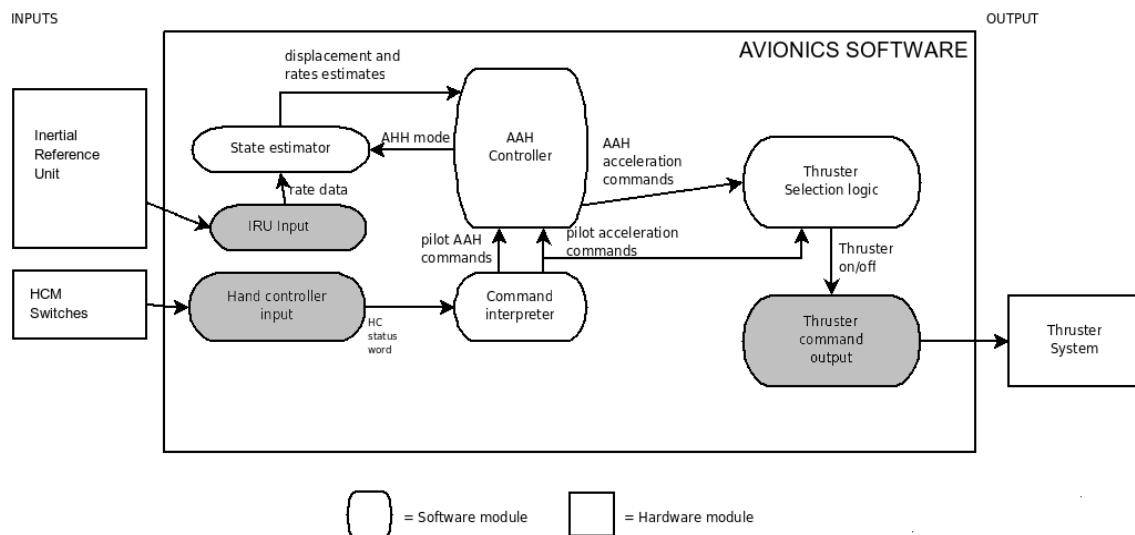 INPUTS
OUTPUT
AVIONICS SOFTWARE
displacement and
rates estimates
Inertial
Reference
Unit
State estimator
AHH mode
AAH
Controller
AAH
acceleration
commands
Thruster
Selection logic
rate data
IRU Input
pilot AAH
commands
pilot acceleration
commands
Thruster
on/off
HCM
Switches
Hand controller
input
HC
status
word
Command
interpreter
Thruster
command
output
Thruster
System
= Software module
= Hardware module